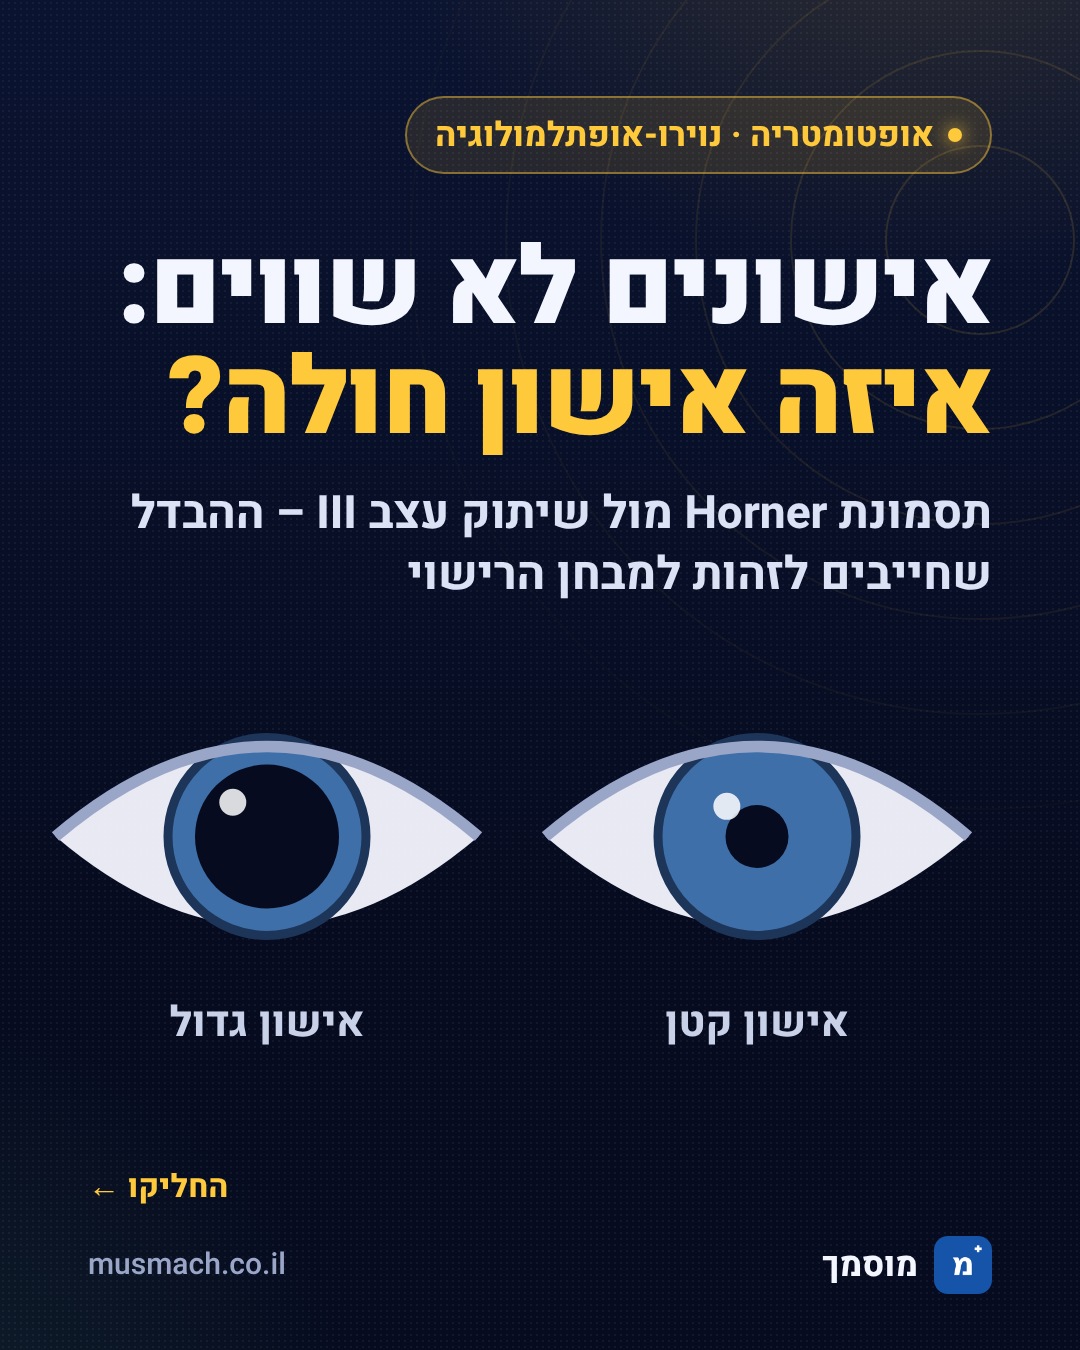 אופטומטריה · נוירו-אופתלמולוגיה
אישונים לא שווים:
איזה אישון חולה?
תסמונת Horner מול שיתוק עצב III – ההבדל
שחייבים לזהות למבחן הרישוי
אישון קטן
אישון גדול
החליקו ←
מ+ מוסמך
musmach.co.il